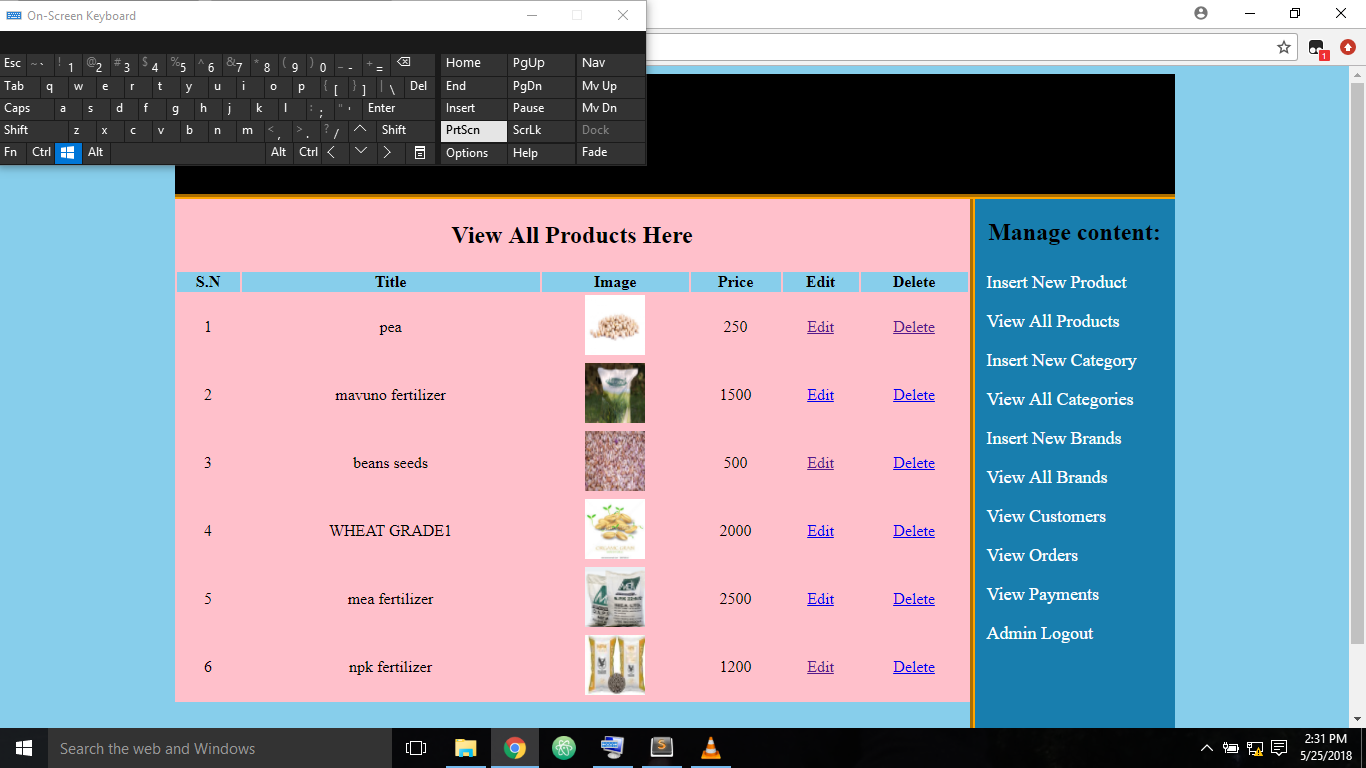 On-Screen Keyboard
Esc ~ ` ! 1 @ 2 # 3 $ 4 % 5 ^ 6 & 7 * 8 ( 9 ) 0 _ - + = Home PgUp Nav
Tab q w e r t y u i o p { [ } ] | \ Del End PgDn Mv Up
Caps a s d f g h j k l : ; " ' Enter Insert Pause Mv Dn
Shift z x c v b n m < , > . ? / Shift PrtScn ScrLk Dock
Fn Ctrl Alt Alt Ctrl Options Help Fade
1
View All Products Here
S.N Title Image Price Edit Delete
1 pea 250 Edit Delete
2 mavuno fertilizer 1500 Edit Delete
3 beans seeds 500 Edit Delete
4 WHEAT GRADE1 2000 Edit Delete
5 mea fertilizer 2500 Edit Delete
6 npk fertilizer 1200 Edit Delete
Manage content:
Insert New Product
View All Products
Insert New Category
View All Categories
Insert New Brands
View All Brands
View Customers
View Orders
View Payments
Admin Logout
Search the web and Windows
S
2:31 PM
5/25/2018